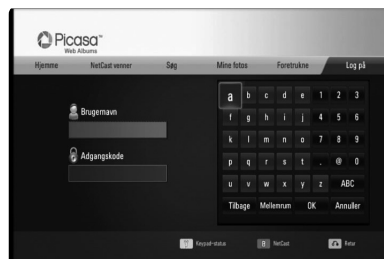 Picasa™
Web Albums
Hjemme NetCast venner Søg Mine fotos Foretrukne Log på
Brugernavn
Adgangskode
a b c d e 1 2 3
f g h i j 4 5 6
k l m n o 7 8 9
p q r s t . @ 0
u v w x y z ABC
Tilbage Mellemrum OK Annuller
Keypad-status B NetCast Retur